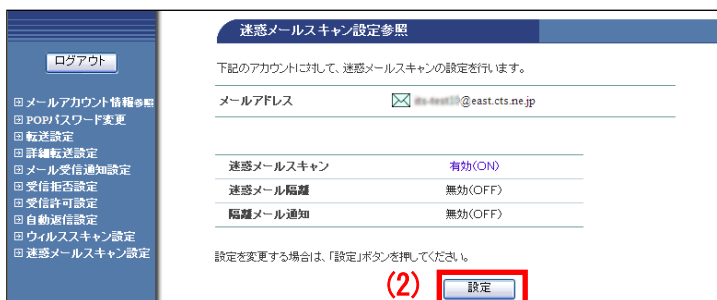 迷惑メールスキャン設定参照
ログアウト
下記のアカウントに対して、迷惑メールスキャンの設定を行います。
メールアドレス
@east.cts.ne.jp
メールアカウント情報参照
POPパスワード変更
転送設定
詳細転送設定
メール受信通知設定
受信拒否設定
受信許可設定
自動返信設定
ウィルススキャン設定
迷惑メールスキャン設定
迷惑メールスキャン 有効(ON)
迷惑メール隔離 無効(OFF)
隔離メール通知 無効(OFF)
設定を変更する場合は、「設定」ボタンを押してください。
(2) 設定